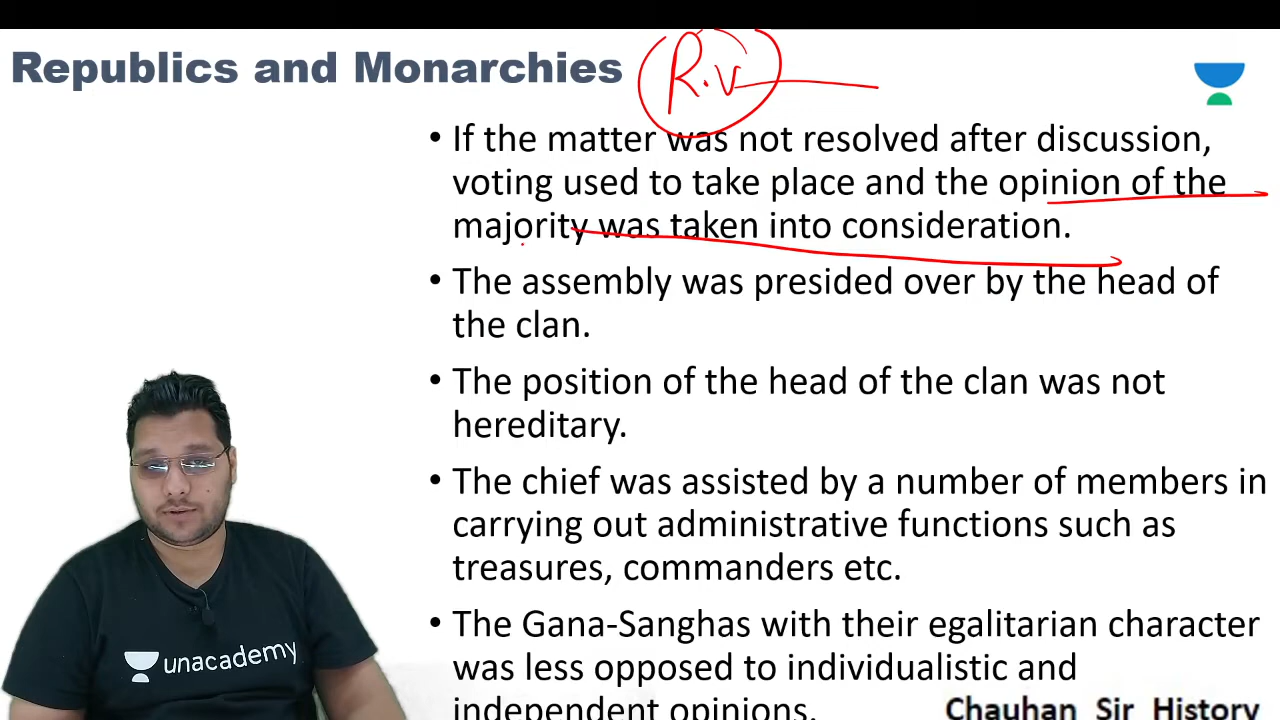 Republics and Monarchies
R.V
• If the matter was not resolved after discussion,
voting used to take place and the opinion of the
majority was taken into consideration.
• The assembly was presided over by the head of
the clan.
• The position of the head of the clan was not
hereditary.
• The chief was assisted by a number of members in
carrying out administrative functions such as
treasures, commanders etc.
• The Gana-Sanghas with their egalitarian character
was less opposed to individualistic and
independent opinions.
unacademy
Chauhan Sir History